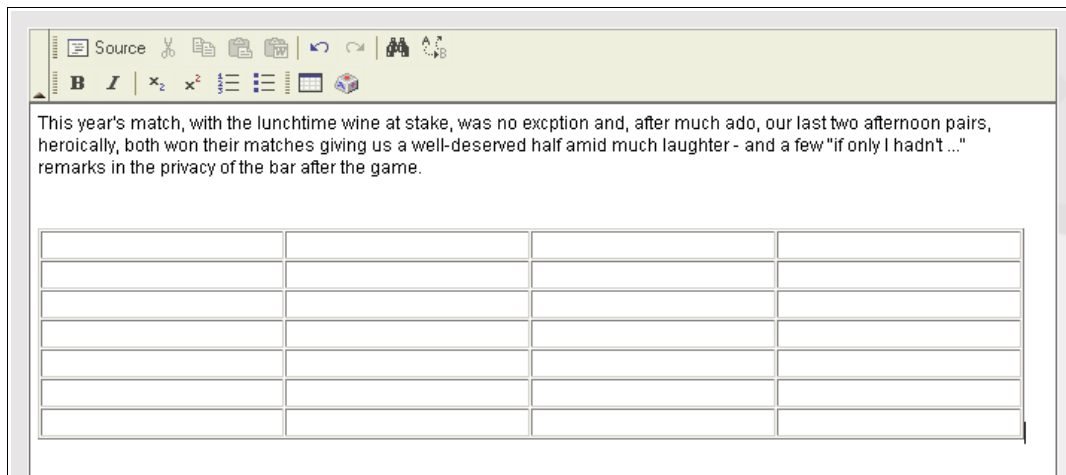 Source
B I x₂ x²
This year's match, with the lunchtime wine at stake, was no excption and, after much ado, our last two afternoon pairs,
heroically, both won their matches giving us a well-deserved half amid much laughter - and a few "if only I hadn't ..."
remarks in the privacy of the bar after the game.